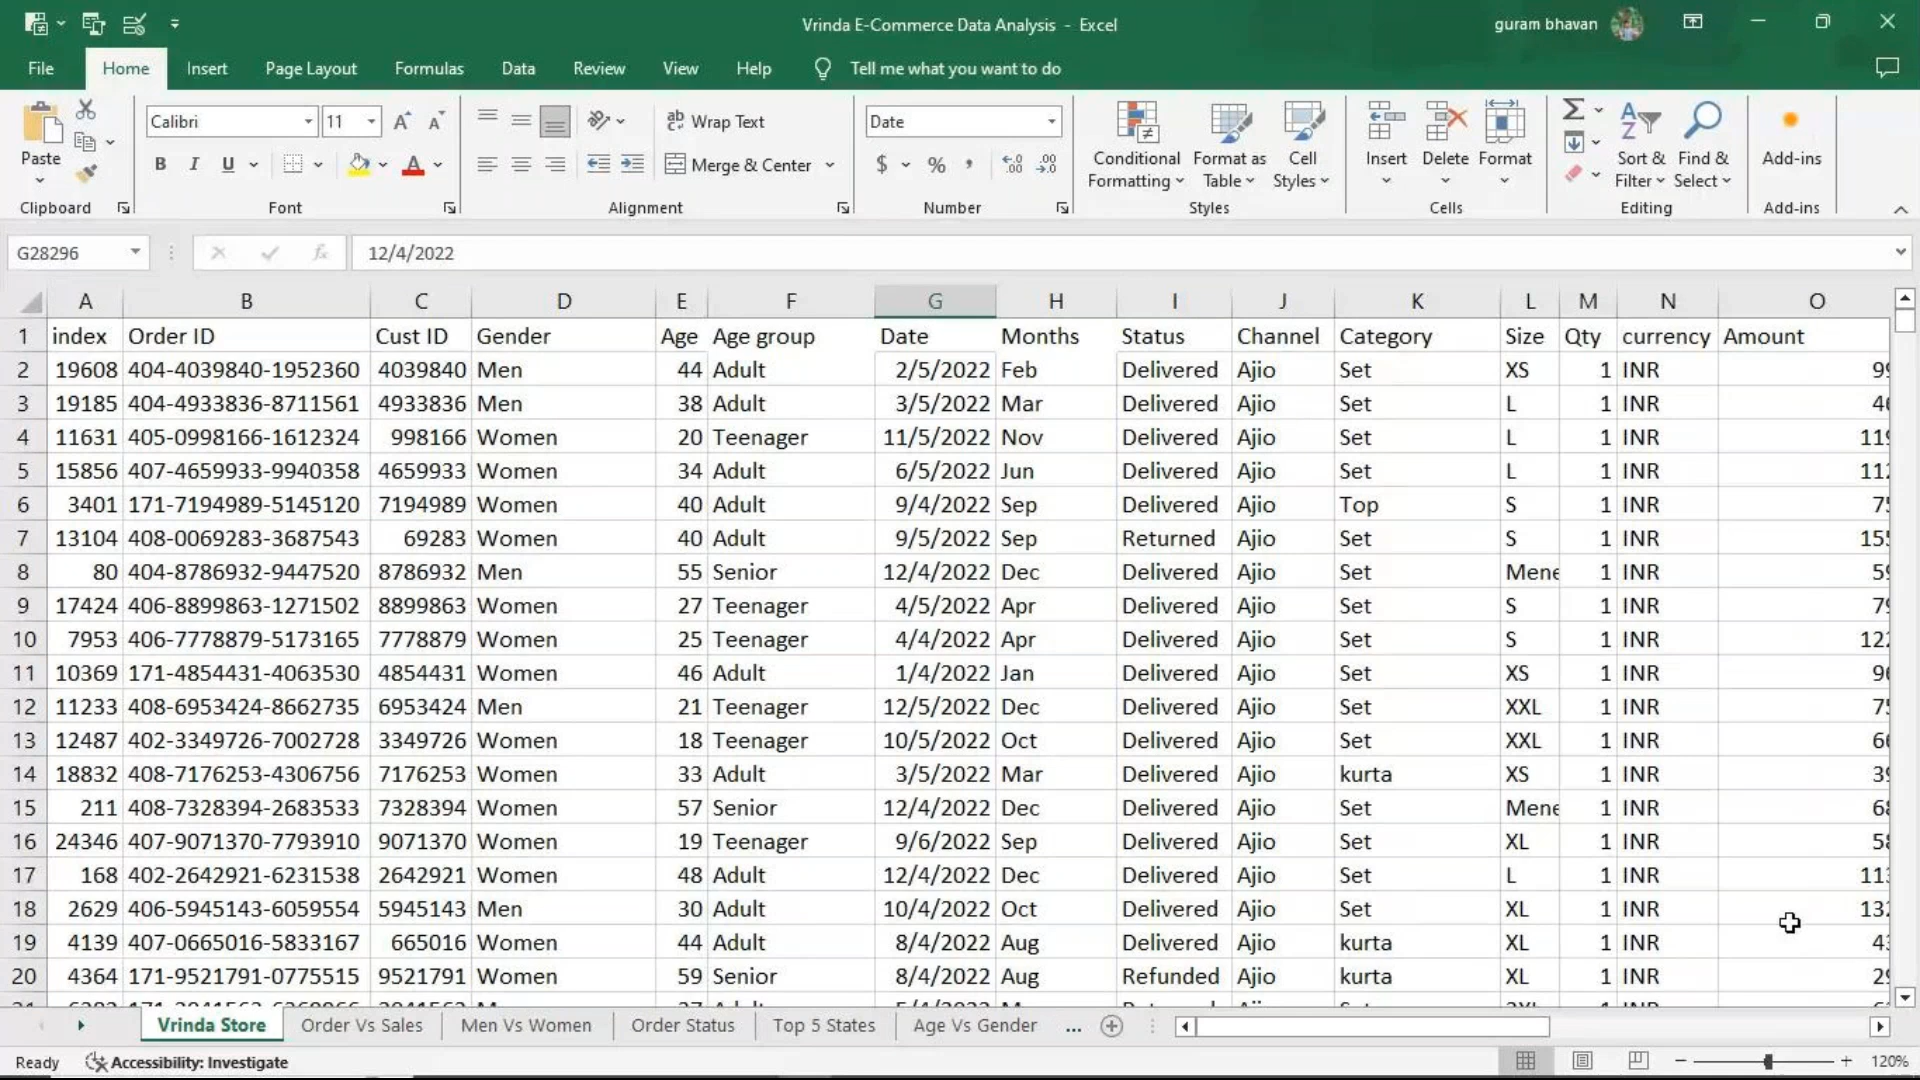 Vrinda E-Commerce Data Analysis - Excel
guram bhavan
File Home Insert Page Layout Formulas Data Review View Help Tell me what you want to do
Paste
Clipboard
Calibri 11
B I U A
Font
ab Wrap Text
Merge & Center
Alignment
Date
$ % ,
Number
Conditional Formatting
Format as Table
Cell Styles
Styles
Insert Delete Format
Cells
Sort & Filter
Find & Select
Editing
Add-ins
Add-ins
G28296 fx 12/4/2022
A B C D E F G H I J K L M N O
1 index Order ID Cust ID Gender Age Age group Date Months Status Channel Category Size Qty currency Amount
2 19608 404-4039840-1952360 4039840 Men 44 Adult 2/5/2022 Feb Delivered Ajio Set XS 1 INR
3 19185 404-4933836-8711561 4933836 Men 38 Adult 3/5/2022 Mar Delivered Ajio Set L 1 INR
4 11631 405-0998166-1612324 998166 Women 20 Teenager 11/5/2022 Nov Delivered Ajio Set L 1 INR
5 15856 407-4659933-9940358 4659933 Women 34 Adult 6/5/2022 Jun Delivered Ajio Set L 1 INR
6 3401 171-7194989-5145120 7194989 Women 40 Adult 9/4/2022 Sep Delivered Ajio Top S 1 INR
7 13104 408-0069283-3687543 69283 Women 40 Adult 9/5/2022 Sep Returned Ajio Set S 1 INR
8 80 404-8786932-9447520 8786932 Men 55 Senior 12/4/2022 Dec Delivered Ajio Set 1 INR
9 17424 406-8899863-1271502 8899863 Women 27 Teenager 4/5/2022 Apr Delivered Ajio Set S 1 INR
10 7953 406-7778879-5173165 7778879 Women 25 Teenager 4/4/2022 Apr Delivered Ajio Set S 1 INR
11 10369 171-4854431-4063530 4854431 Women 46 Adult 1/4/2022 Jan Delivered Ajio Set XS 1 INR
12 11233 408-6953424-8662735 6953424 Men 21 Teenager 12/5/2022 Dec Delivered Ajio Set XXL 1 INR
13 12487 402-3349726-7002728 3349726 Women 18 Teenager 10/5/2022 Oct Delivered Ajio Set XXL 1 INR
14 18832 408-7176253-4306756 7176253 Women 33 Adult 3/5/2022 Mar Delivered Ajio kurta XS 1 INR
15 211 408-7328394-2683533 7328394 Women 57 Senior 12/4/2022 Dec Delivered Ajio Set 1 INR
16 24346 407-9071370-7793910 9071370 Women 19 Teenager 9/6/2022 Sep Delivered Ajio Set XL 1 INR
17 168 402-2642921-6231538 2642921 Women 48 Adult 12/4/2022 Dec Delivered Ajio Set L 1 INR
18 2629 406-5945143-6059554 5945143 Men 30 Adult 10/4/2022 Oct Delivered Ajio Set XL 1 INR
19 4139 407-0665016-5833167 665016 Women 44 Adult 8/4/2022 Aug Delivered Ajio kurta XL 1 INR
20 4364 171-9521791-0775515 9521791 Women 59 Senior 8/4/2022 Aug Refunded Ajio kurta XL 1 INR
Vrinda Store Order Vs Sales Men Vs Women Order Status Top 5 States Age Vs Gender ...
Ready Accessibility: Investigate 120%